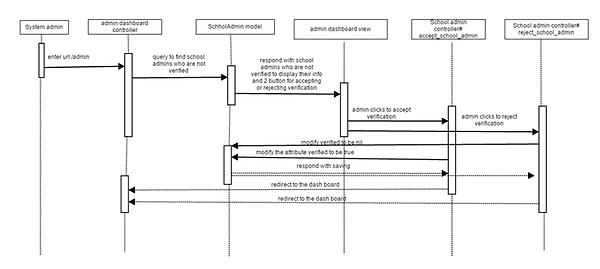 System admin
admin dashboard
controller
SchholAdmin model
admin dashboard view
School admin
controller#
accept_school_admin
School admin controller#
reject_school_admin
enter url /admin
query to find school
admins who are not
verified
respond with school
admins who are not
verified to display their info
and 2 button for accepting
or rejecting verification
admin clicks to accept
verification
admin clicks to reject
verification
modify verified to be nil
modify the attribute verified to be true
respond with saving
redirect to the dash board
redirect to the dash board